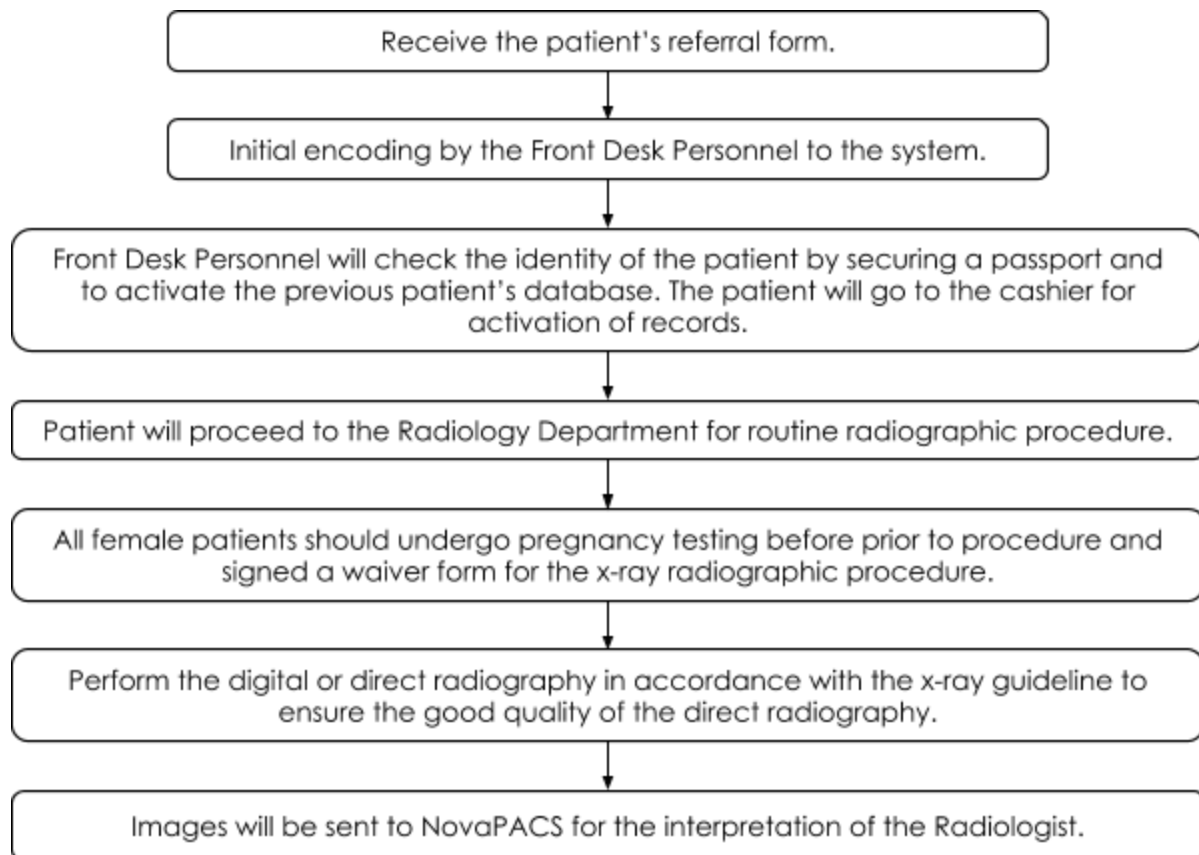 Receive the patient’s referral form.
Initial encoding by the Front Desk Personnel to the system.
Front Desk Personnel will check the identity of the patient by securing a passport and
to activate the previous patient’s database. The patient will go to the cashier for
activation of records.
Patient will proceed to the Radiology Department for routine radiographic procedure.
All female patients should undergo pregnancy testing before prior to procedure and
signed a waiver form for the x-ray radiographic procedure.
Perform the digital or direct radiography in accordance with the x-ray guideline to
ensure the good quality of the direct radiography.
Images will be sent to NovaPACS for the interpretation of the Radiologist.